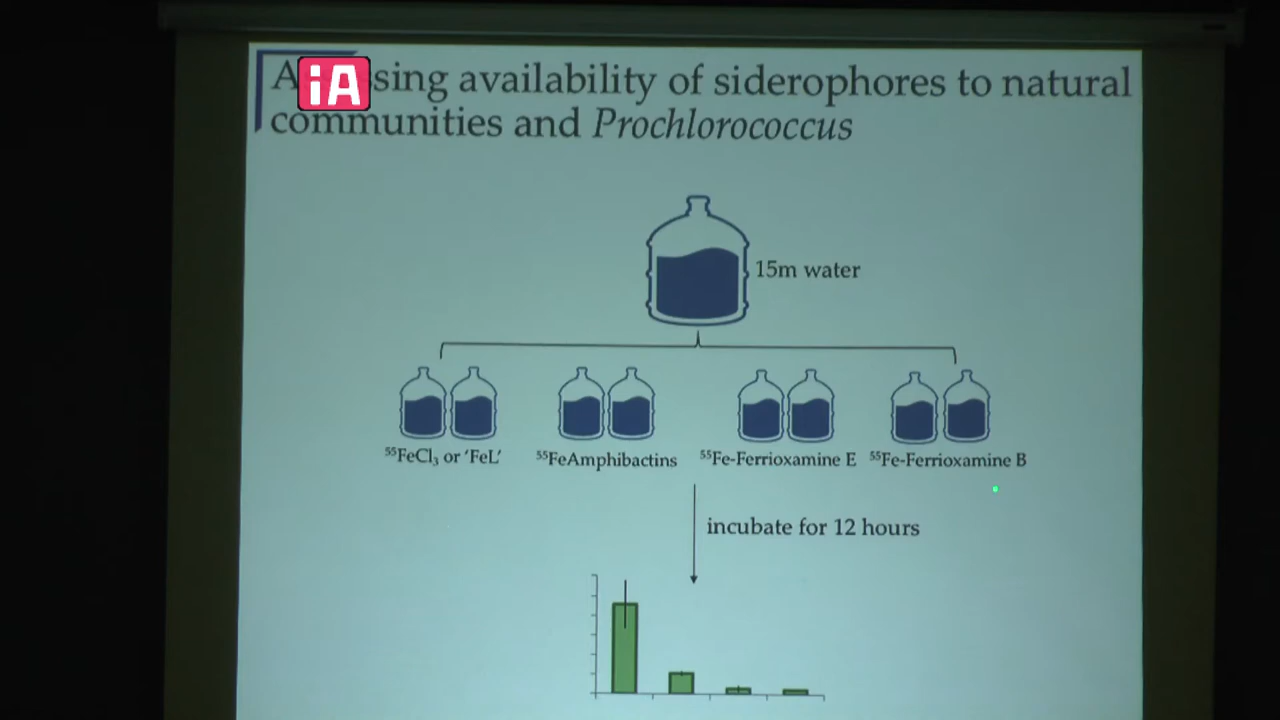 iA
sing availability of siderophores to natural
communities and Prochlorococcus
15m water
⁵⁵FeCl₃ or 'FeL' ⁵⁵FeAmphibactins ⁵⁵Fe-Ferrioxamine E ⁵⁵Fe-Ferrioxamine B
incubate for 12 hours